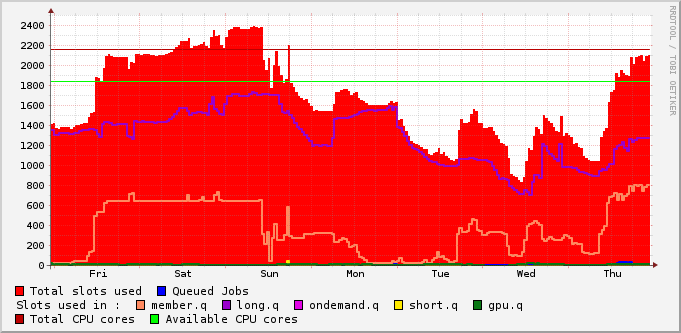 2400
2200
2000
1800
1600
1400
1200
1000
800
600
400
200
0
Fri Sat Sun Mon Tue Wed Thu
Total slots used Queued Jobs
Slots used in : member.q long.q ondemand.q short.q gpu.q
Total CPU cores Available CPU cores
RRDTOOL / TOBI OETIKER